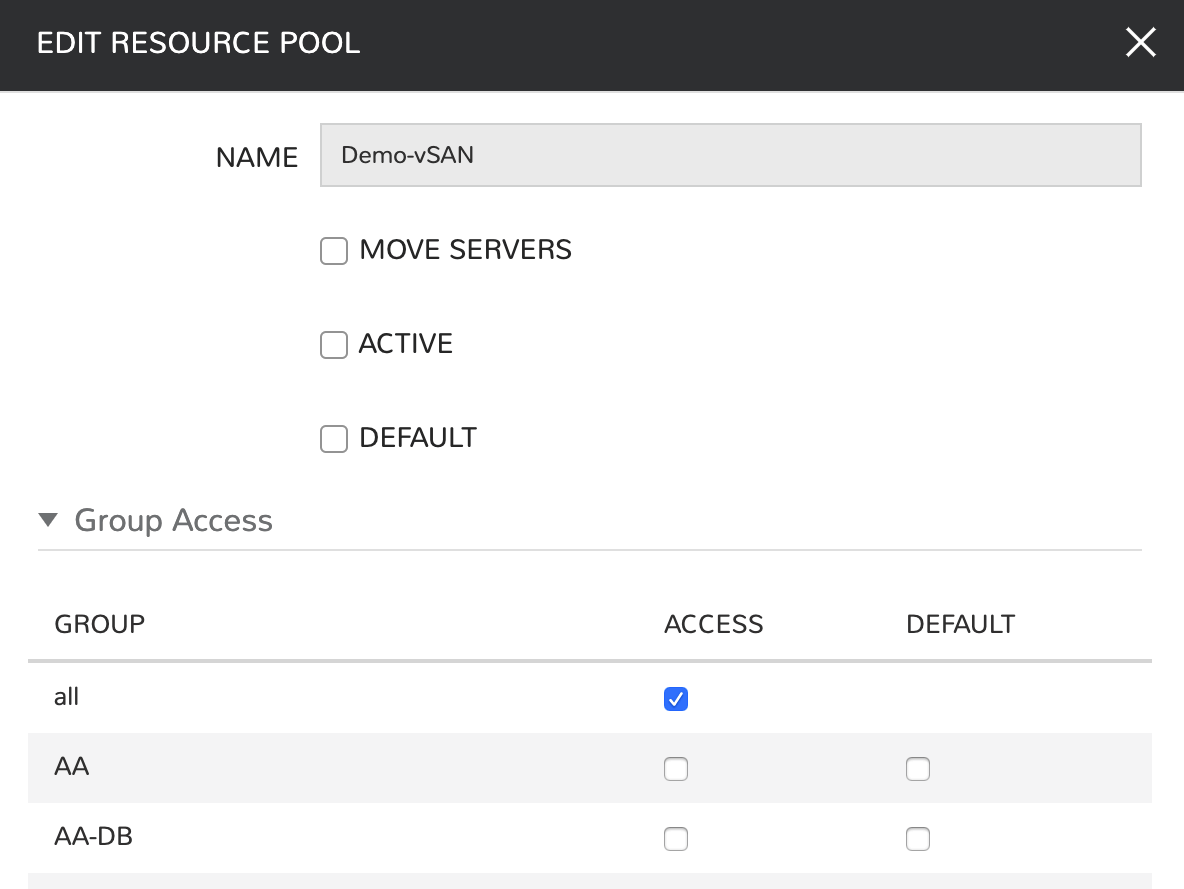 EDIT RESOURCE POOL
NAME Demo-vSAN
MOVE SERVERS
ACTIVE
DEFAULT
Group Access
GROUP ACCESS DEFAULT
all
AA
AA-DB